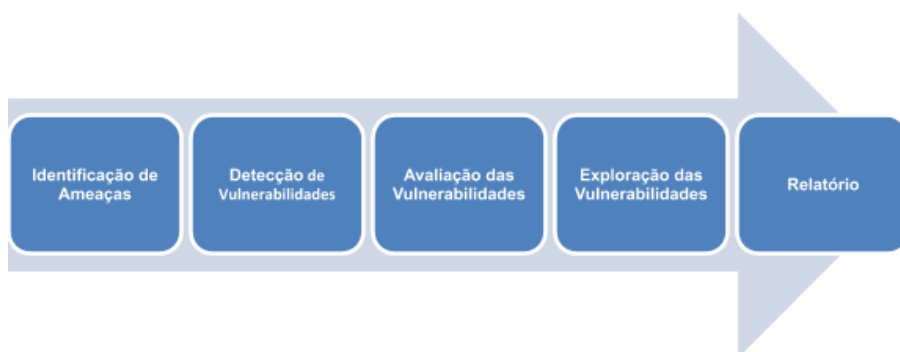 Identificação de
Ameaças
Detecção de
Vulnerabilidades
Avaliação das
Vulnerabilidades
Exploração das
Vulnerabilidades
Relatório